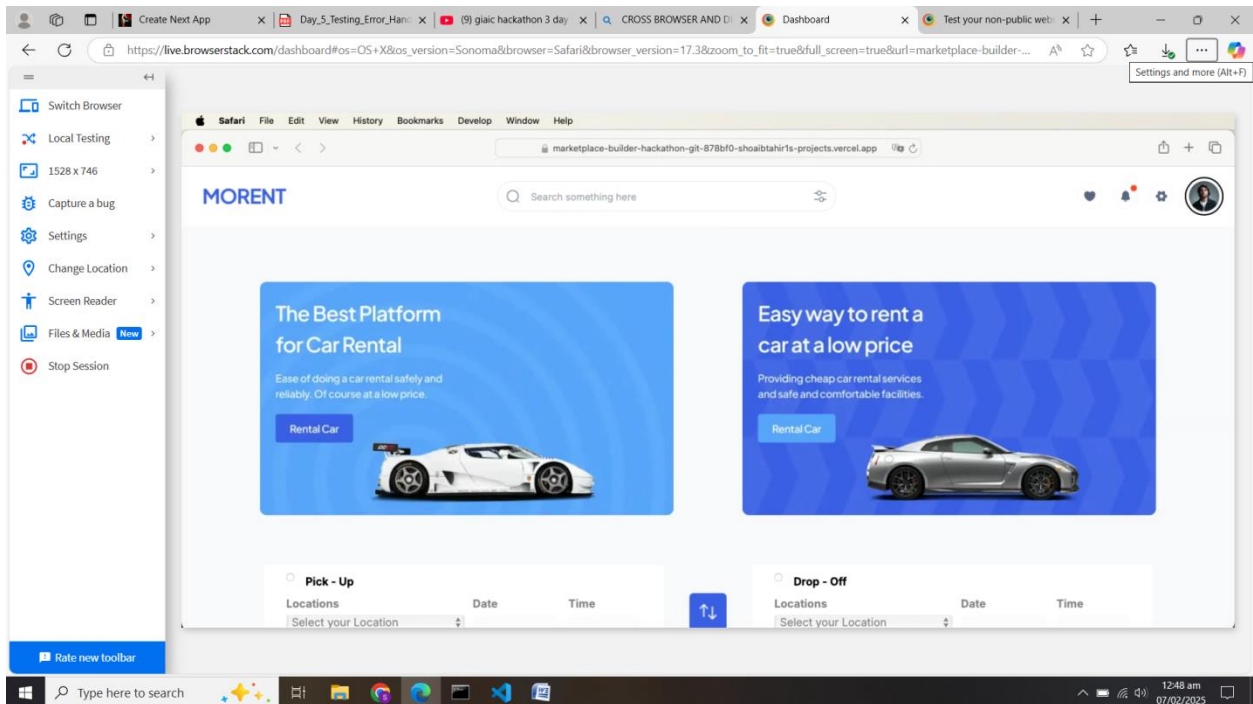 Create Next App
Day_5_Testing_Error_Hand
(9) giaic hackathon 3 day
CROSS BROWSER AND DI
Dashboard
Test your non-public web
https://live.browserstack.com/dashboard#os=OS+X&os_version=Sonoma&browser=Safari&browser_version=17.3&zoom_to_fit=true&full_screen=true&url=marketplace-builder-...
Settings and more (Alt+F)
Switch Browser
Local Testing
1528 x 746
Capture a bug
Settings
Change Location
Screen Reader
Files & Media New
Stop Session
Rate new toolbar
Safari File Edit View History Bookmarks Develop Window Help
marketplace-builder-hackathon-git-878bf0-shoaibtahir1s-projects.vercel.app
MORENT
Search something here
The Best Platform
for Car Rental
Ease of doing a car rental safely and
reliably. Of course at a low price.
Rental Car
Easy way to rent a
car at a low price
Providing cheap car rental services
and safe and comfortable facilities.
Rental Car
Pick - Up
Locations Date Time
Select your Location
Drop - Off
Locations Date Time
Select your Location
Type here to search
12:48 am
07/02/2025